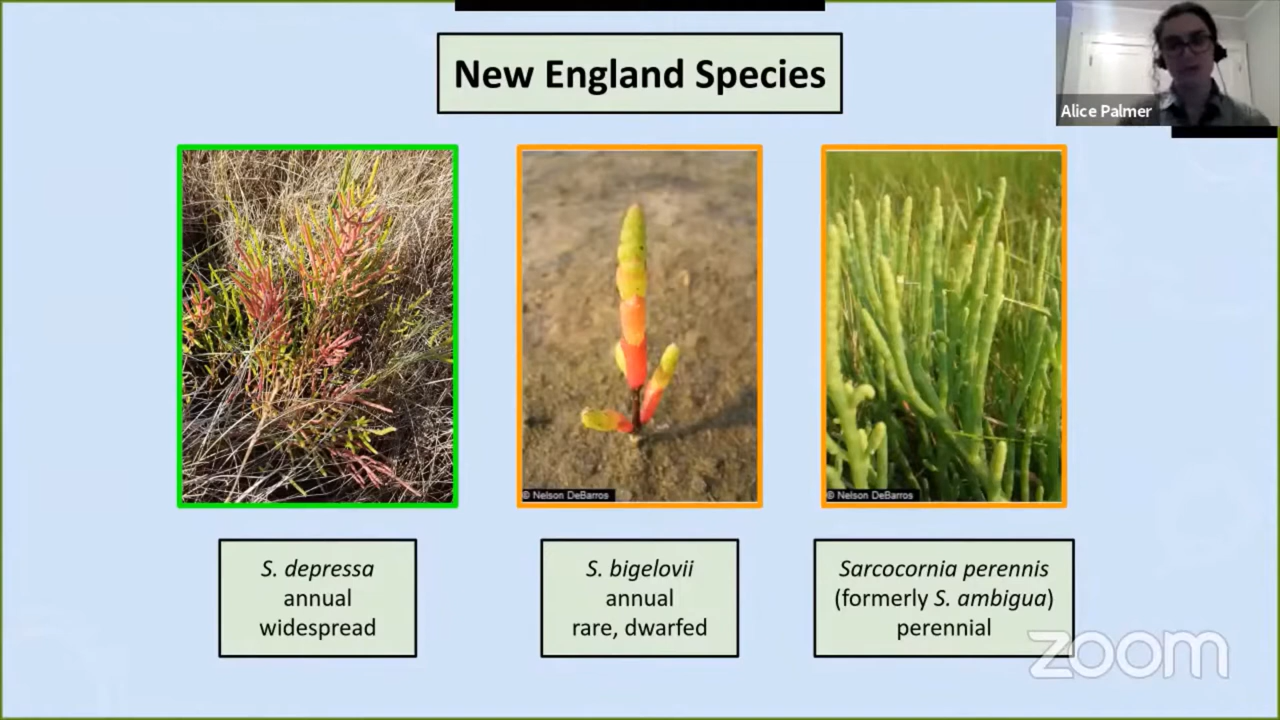 New England Species
Alice Palmer
© Nelson DeBarros
© Nelson DeBarros
S. depressa
annual
widespread
S. bigelovii
annual
rare, dwarfed
Sarcocornia perennis
(formerly S. ambigua)
perennial
zoom